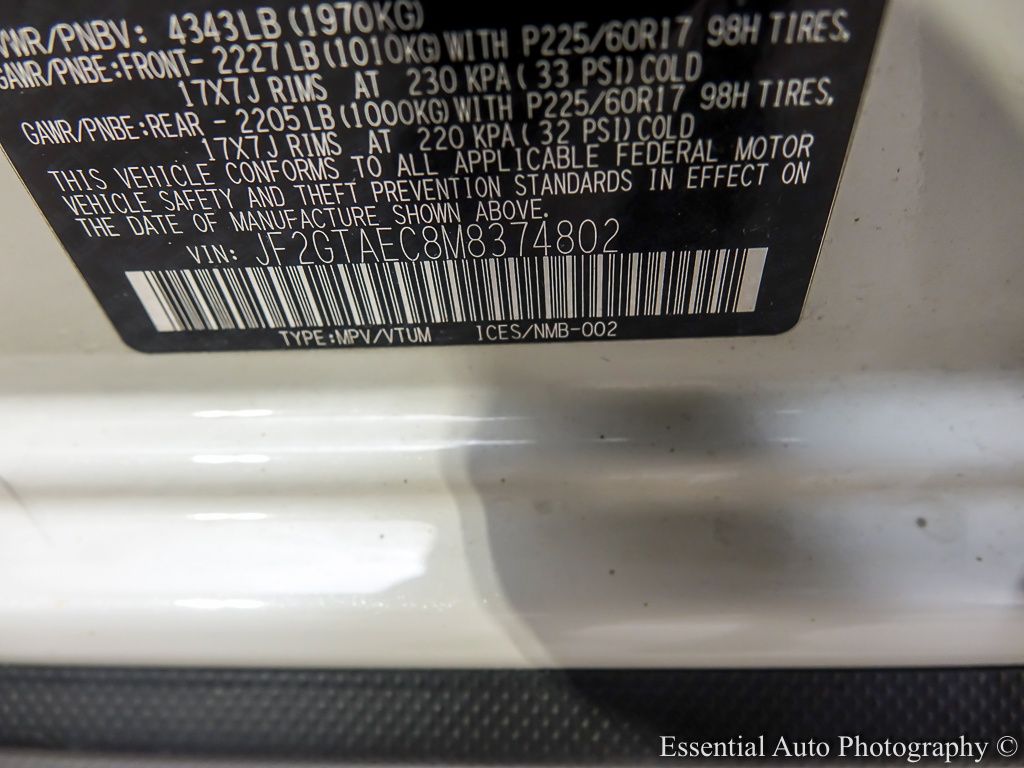 VWR/PNBV: 4343LB (1970KG)
GAWR/PNBE:FRONT- 2227LB(1010KG)WITH P225/60R17 98H TIRES,
17X7J RIMS AT 230 KPA( 33 PSI)COLD
GAWR/PNBE:REAR - 2205LB(1000KG)WITH P225/60R17 98H TIRES,
17X7J RIMS AT 220 KPA( 32 PSI)COLD
THIS VEHICLE CONFORMS TO ALL APPLICABLE FEDERAL MOTOR
VEHICLE SAFETY AND THEFT PREVENTION STANDARDS IN EFFECT ON
THE DATE OF MANUFACTURE SHOWN ABOVE.
VIN: JF2GTAEC8M8374802
TYPE:MPV/VTUM ICES/NMB-002
Essential Auto Photography ©